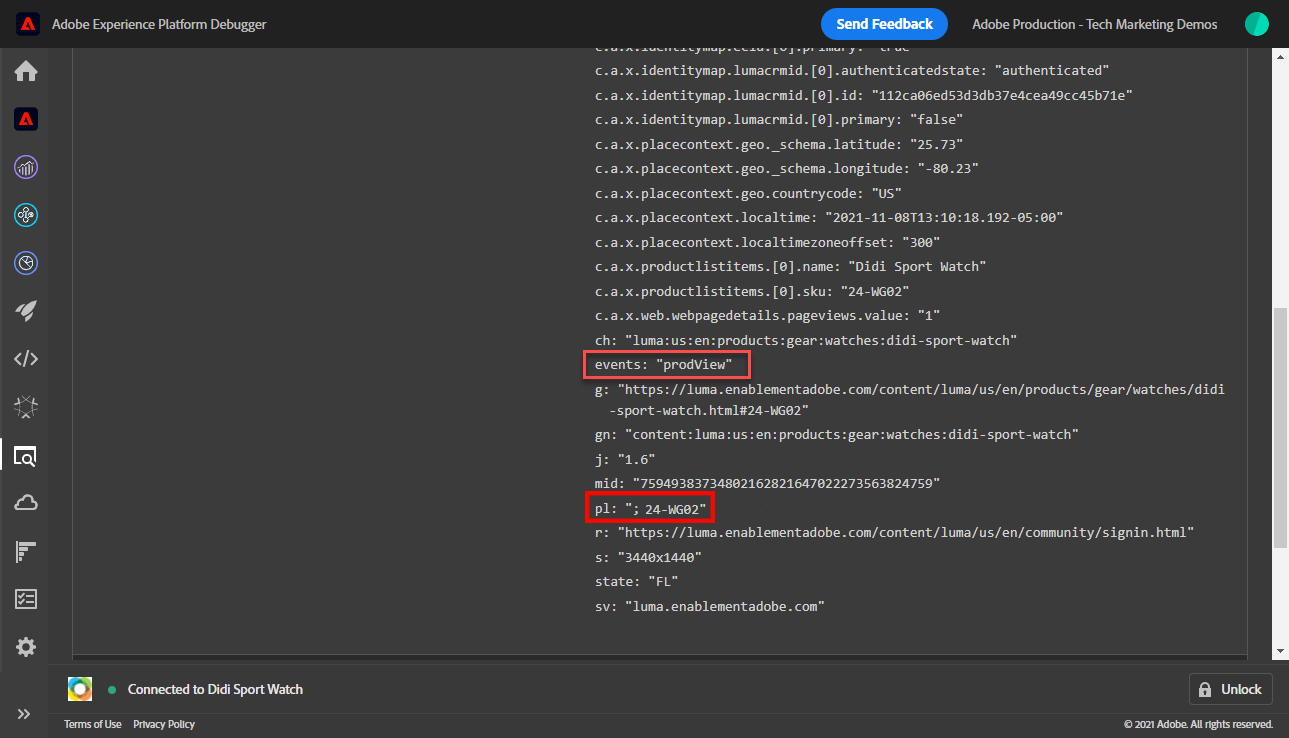 Adobe Experience Platform Debugger
Send Feedback
Adobe Production - Tech Marketing Demos
c.a.x.identitymap.ecid.[0].primary: "true"
c.a.x.identitymap.lumacrmid.[0].authenticatedstate: "authenticated"
c.a.x.identitymap.lumacrmid.[0].id: "112ca06ed53d3db37e4cea49cc45b71e"
c.a.x.identitymap.lumacrmid.[0].primary: "false"
c.a.x.placecontext.geo._schema.latitude: "25.73"
c.a.x.placecontext.geo._schema.longitude: "-80.23"
c.a.x.placecontext.geo.countrycode: "US"
c.a.x.placecontext.localtime: "2021-11-08T13:10:18.192-05:00"
c.a.x.placecontext.localtimezoneoffset: "300"
c.a.x.productlistitems.[0].name: "Didi Sport Watch"
c.a.x.productlistitems.[0].sku: "24-WG02"
c.a.x.web.webpagedetails.pageviews.value: "1"
ch: "luma:us:en:products:gear:watches:didi-sport-watch"
events: "prodView"
g: "https://luma.enablementadobe.com/content/luma/us/en/products/gear/watches/didi
-sport-watch.html#24-WG02"
gn: "content:luma:us:en:products:gear:watches:didi-sport-watch"
j: "1.6"
mid: "75949383734802162821647022273563824759"
pl: "; 24-WG02"
r: "https://luma.enablementadobe.com/content/luma/us/en/community/signin.html"
s: "3440x1440"
state: "FL"
sv: "luma.enablementadobe.com"
Connected to Didi Sport Watch
Unlock
Terms of Use Privacy Policy
© 2021 Adobe. All rights reserved.